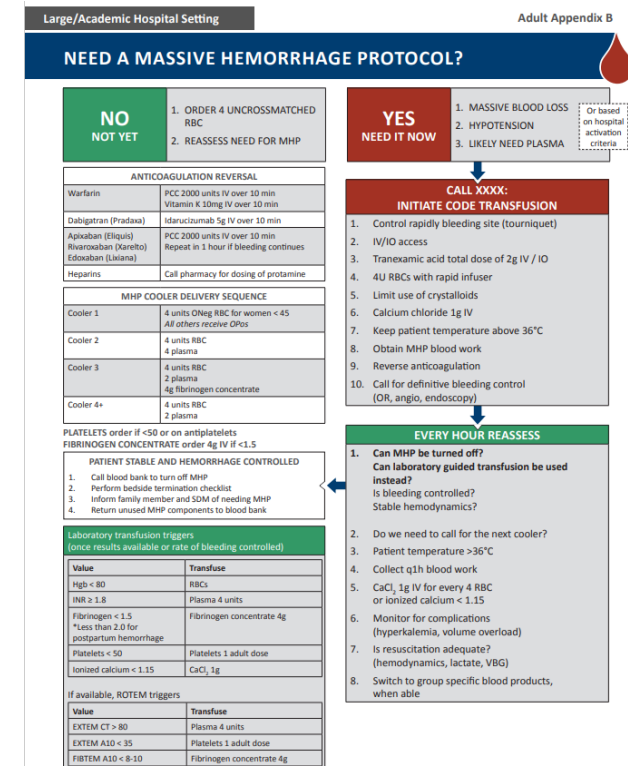 Large/Academic Hospital Setting
Adult Appendix B
NEED A MASSIVE HEMORRHAGE PROTOCOL?
NO
NOT YET
1. ORDER 4 UNCROSSMATCHED
RBC
2. REASSESS NEED FOR MHP
YES
NEED IT NOW
1. MASSIVE BLOOD LOSS
2. HYPOTENSION
3. LIKELY NEED PLASMA
Or based
on hospital
activation
criteria
ANTICOAGULATION REVERSAL
Warfarin
PCC 2000 units IV over 10 min
Vitamin K 10mg IV over 10 min
Dabigatran (Pradaxa)
Idarucizumab 5g IV over 10 min
Apixaban (Eliquis)
Rivaroxaban (Xarelto)
Edoxaban (Lixiana)
PCC 2000 units IV over 10 min
Repeat in 1 hour if bleeding continues
Heparins
Call pharmacy for dosing of protamine
MHP COOLER DELIVERY SEQUENCE
Cooler 1
4 units ONeg RBC for women < 45
All others receive OPos
Cooler 2
4 units RBC
4 plasma
Cooler 3
4 units RBC
2 plasma
4g fibrinogen concentrate
Cooler 4+
4 units RBC
2 plasma
PLATELETS order if <50 or on antiplatelets
FIBRINOGEN CONCENTRATE order 4g IV if <1.5
PATIENT STABLE AND HEMORRHAGE CONTROLLED
1. Call blood bank to turn off MHP
2. Perform bedside termination checklist
3. Inform family member and SDM of needing MHP
4. Return unused MHP components to blood bank
Laboratory transfusion triggers
(once results available or rate of bleeding controlled)
Value Transfuse
Hgb < 80 RBCs
INR ≥ 1.8 Plasma 4 units
Fibrinogen < 1.5 Fibrinogen concentrate 4g
*Less than 2.0 for
postpartum hemorrhage
Platelets < 50 Platelets 1 adult dose
Ionized calcium < 1.15 CaCl₂ 1g
If available, ROTEM triggers
Value Transfuse
EXTEM CT > 80 Plasma 4 units
EXTEM A10 < 35 Platelets 1 adult dose
FIBTEM A10 < 8-10 Fibrinogen concentrate 4g
CALL XXXX:
INITIATE CODE TRANSFUSION
1. Control rapidly bleeding site (tourniquet)
2. IV/IO access
3. Tranexamic acid total dose of 2g IV / IO
4. 4U RBCs with rapid infuser
5. Limit use of crystalloids
6. Calcium chloride 1g IV
7. Keep patient temperature above 36°C
8. Obtain MHP blood work
9. Reverse anticoagulation
10. Call for definitive bleeding control
(OR, angio, endoscopy)
EVERY HOUR REASSESS
1. Can MHP be turned off?
Can laboratory guided transfusion be used
instead?
Is bleeding controlled?
Stable hemodynamics?
2. Do we need to call for the next cooler?
3. Patient temperature >36°C
4. Collect q1h blood work
5. CaCl₂ 1g IV for every 4 RBC
or ionized calcium < 1.15
6. Monitor for complications
(hyperkalemia, volume overload)
7. Is resuscitation adequate?
(hemodynamics, lactate, VBG)
8. Switch to group specific blood products,
when able